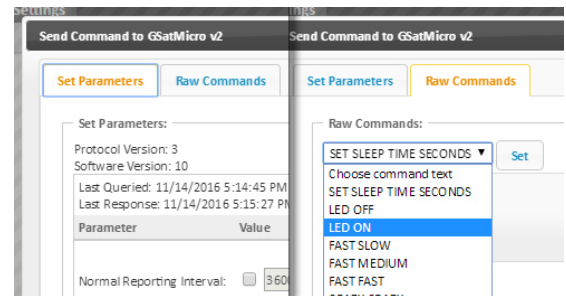 Settings
Send Command to GSatMicro v2
Set Parameters Raw Commands
Set Parameters:
Protocol Version: 3
Software Version: 10
Last Queried: 11/14/2016 5:14:45 PM
Last Response: 11/14/2016 5:15:27 PM
Parameter Value
Normal Reporting Interval: 3600
Send Command to GSatMicro v2
Set Parameters Raw Commands
Raw Commands:
SET SLEEP TIME SECONDS Set
Choose command text
SET SLEEP TIME SECONDS
LED OFF
LED ON
FAST SLOW
FAST MEDIUM
FAST FAST